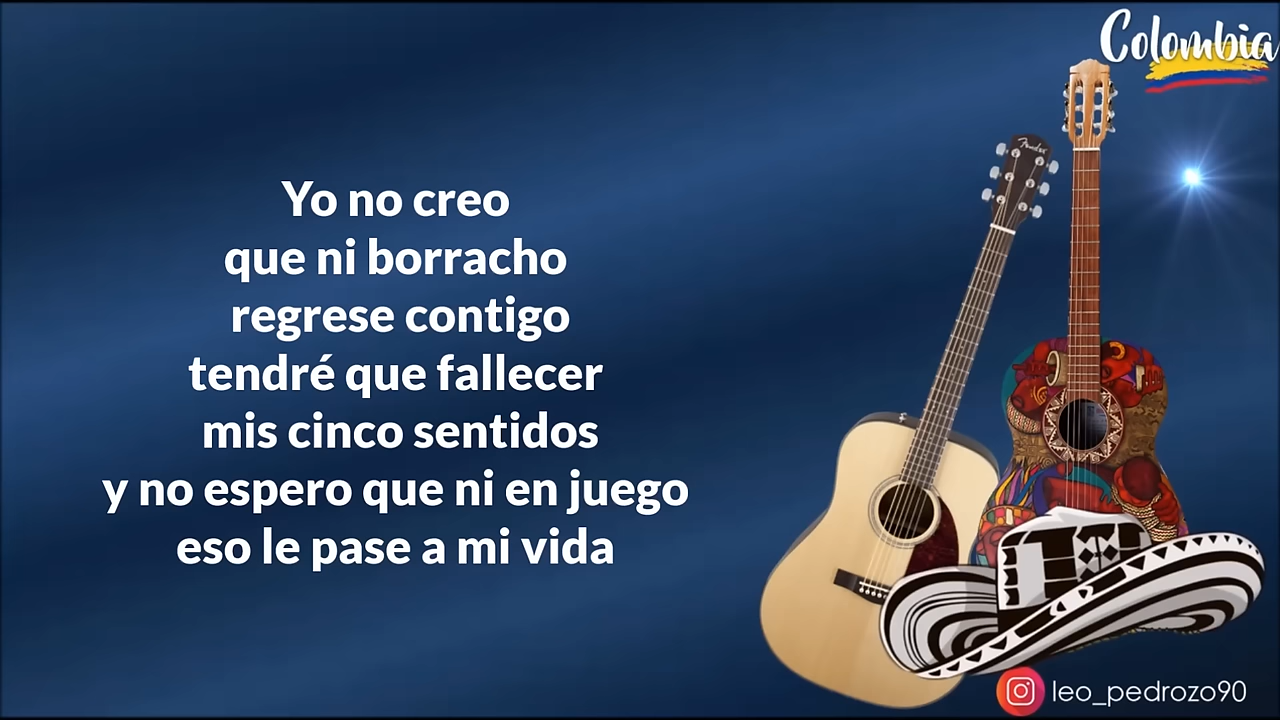 Colombia
Yo no creo
que ni borracho
regrese contigo
tendré que fallecer
mis cinco sentidos
y no espero que ni en juego
eso le pase a mi vida
Fender
leo_pedrozo90